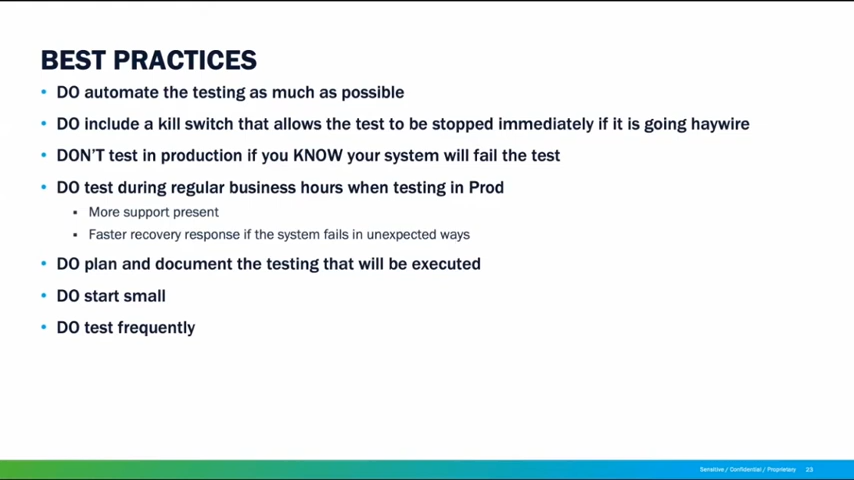 BEST PRACTICES
• DO automate the testing as much as possible
• DO include a kill switch that allows the test to be stopped immediately if it is going haywire
• DON'T test in production if you KNOW your system will fail the test
• DO test during regular business hours when testing in Prod
▪ More support present
▪ Faster recovery response if the system fails in unexpected ways
• DO plan and document the testing that will be executed
• DO start small
• DO test frequently
Sensitive / Confidential / Proprietary 23